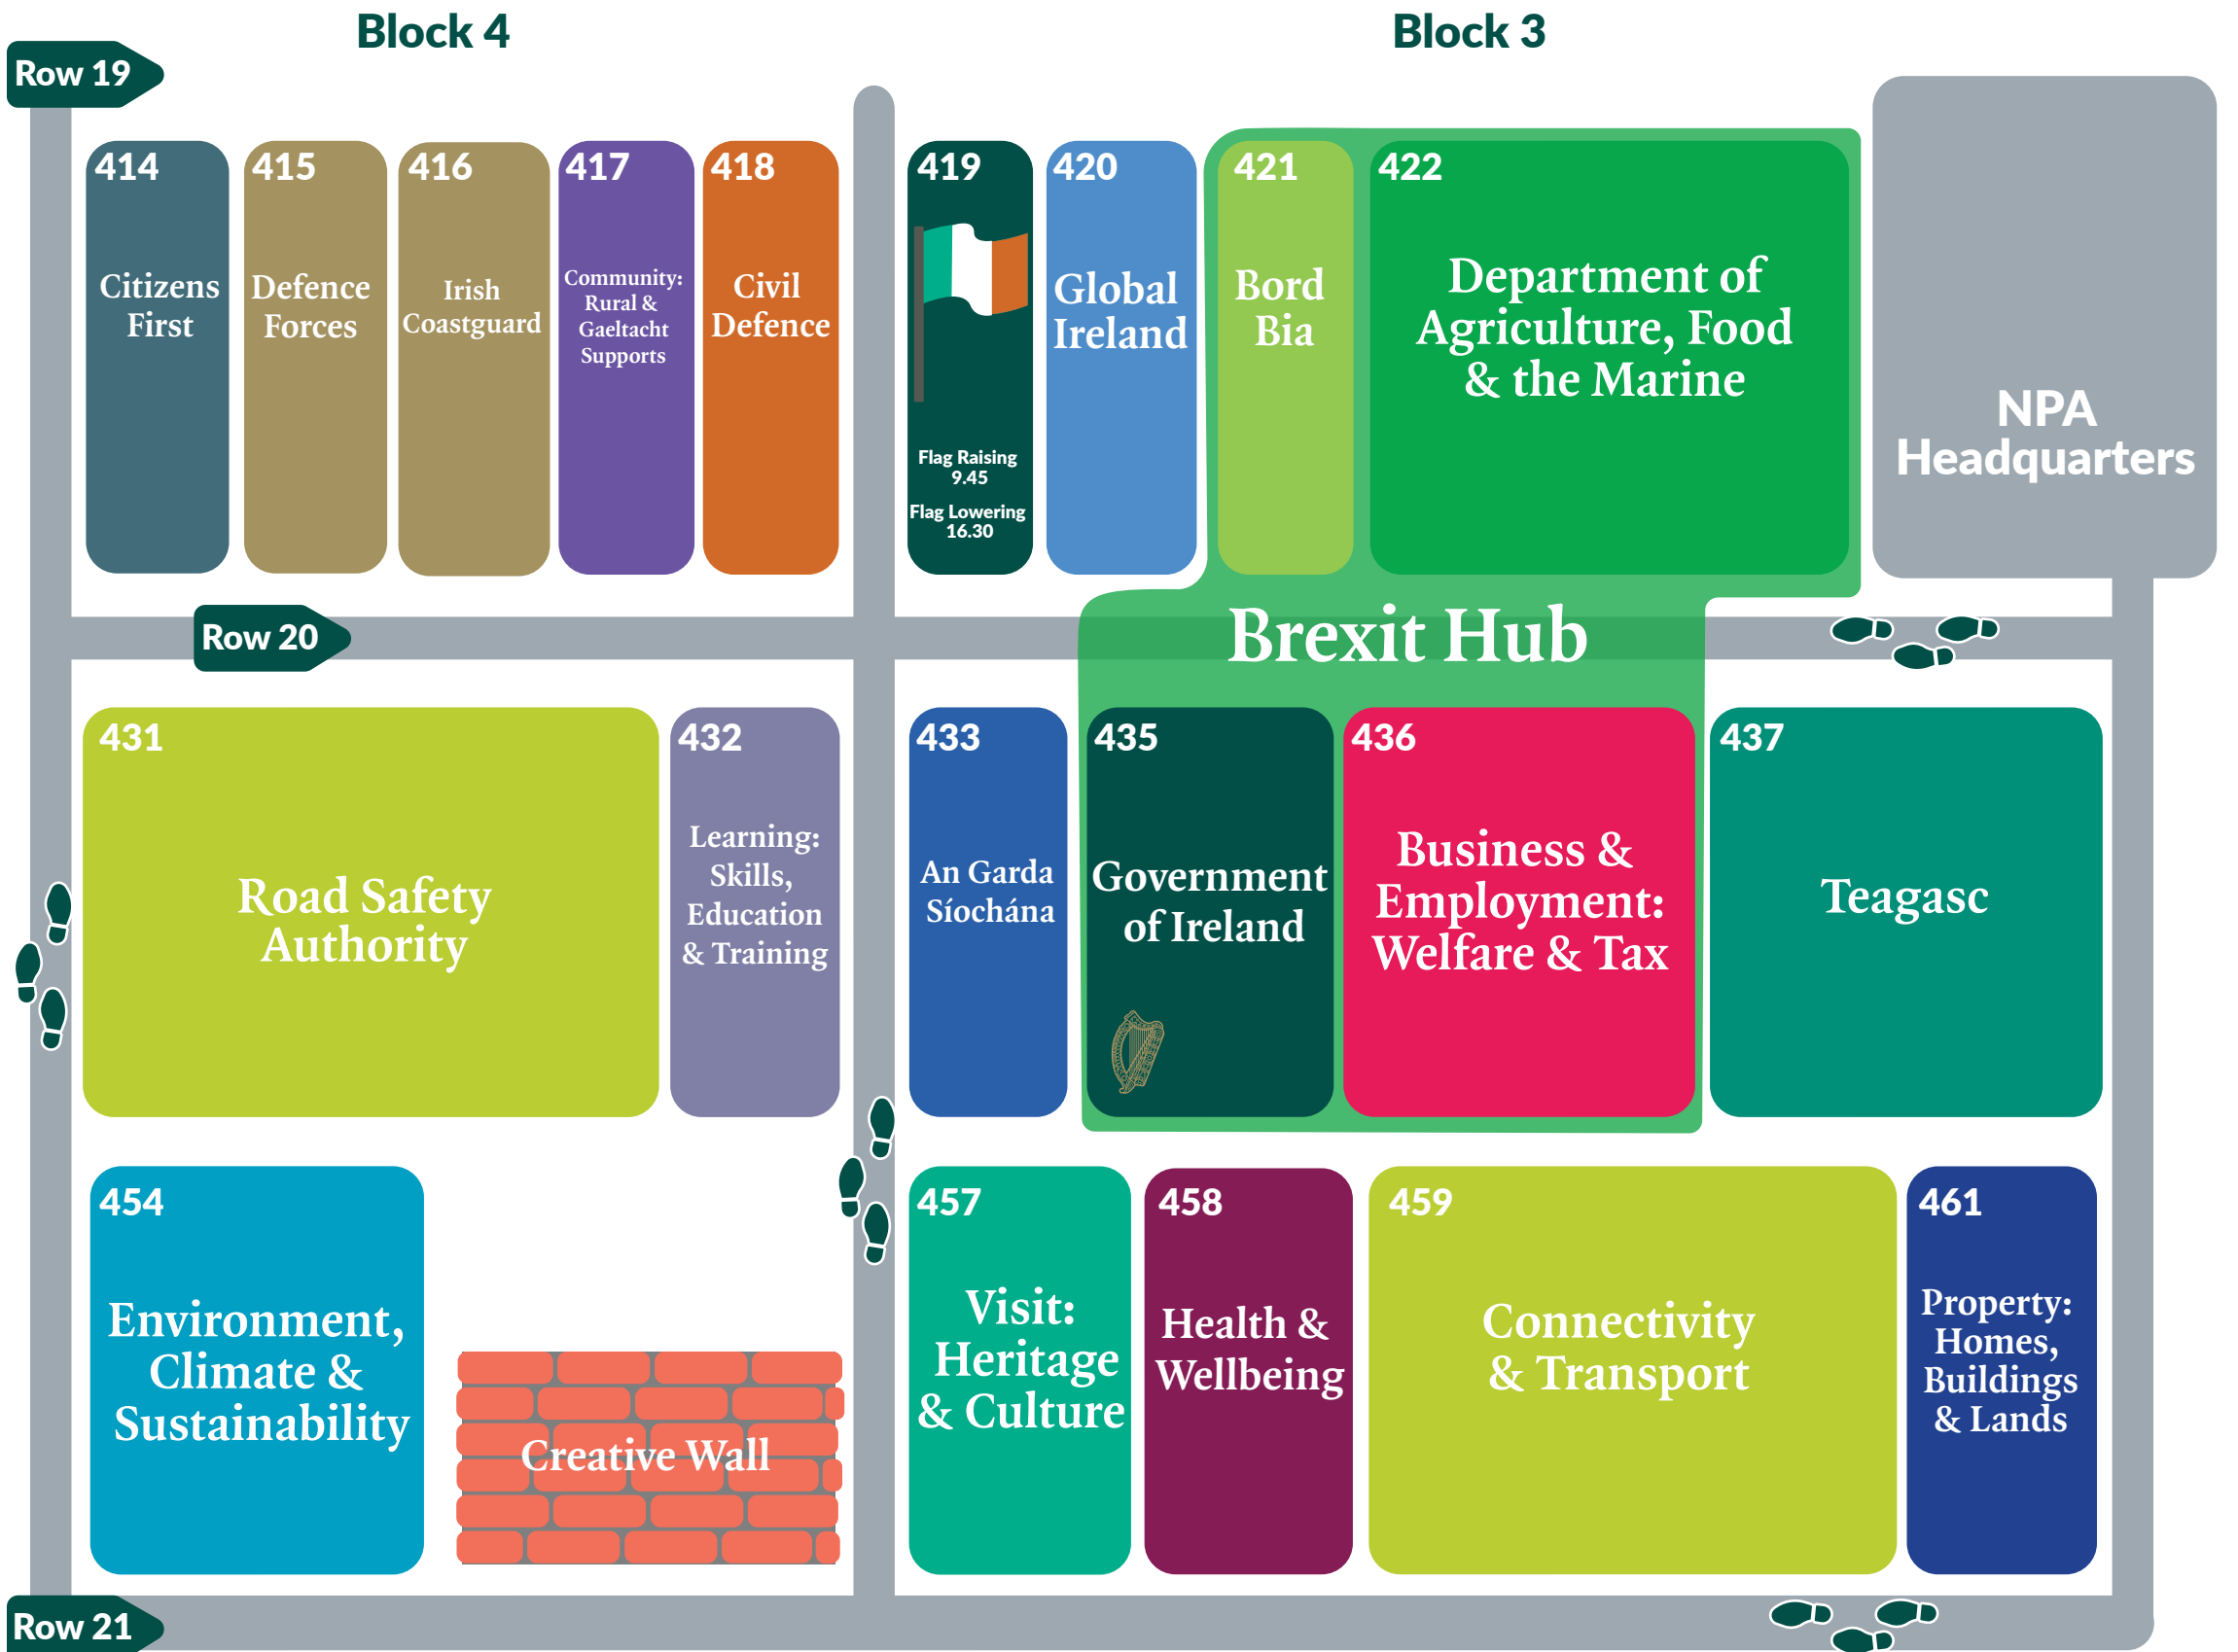 Block 4
Block 3
Row 19
414
Citizens
First
415
Defence
Forces
416
Irish
Coastguard
417
Community:
Rural &
Gaeltacht
Supports
418
Civil
Defence
419
Flag Raising
9.45
Flag Lowering
16.30
420
Global
Ireland
421
Bord
Bia
422
Department of
Agriculture, Food
& the Marine
NPA
Headquarters
Row 20
Brexit Hub
431
Road Safety
Authority
432
Learning:
Skills,
Education
& Training
433
An Garda
Síochána
435
Government
of Ireland
436
Business &
Employment:
Welfare & Tax
437
Teagasc
454
Environment,
Climate &
Sustainability
Creative Wall
457
Visit:
Heritage
& Culture
458
Health &
Wellbeing
459
Connectivity
& Transport
461
Property:
Homes,
Buildings
& Lands
Row 21